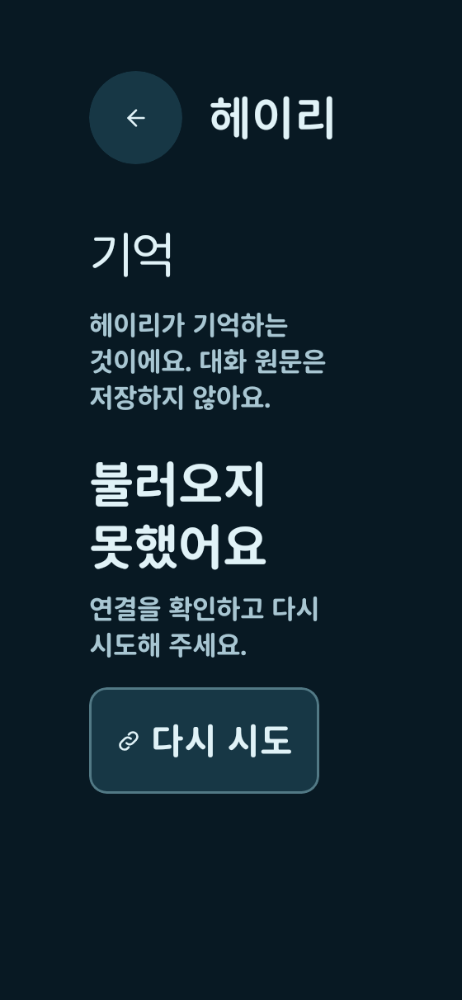 헤이리
기억
헤이리가 기억하는
것이에요. 대화 원문은
저장하지 않아요.
불러오지
못했어요
연결을 확인하고 다시
시도해 주세요.
다시 시도